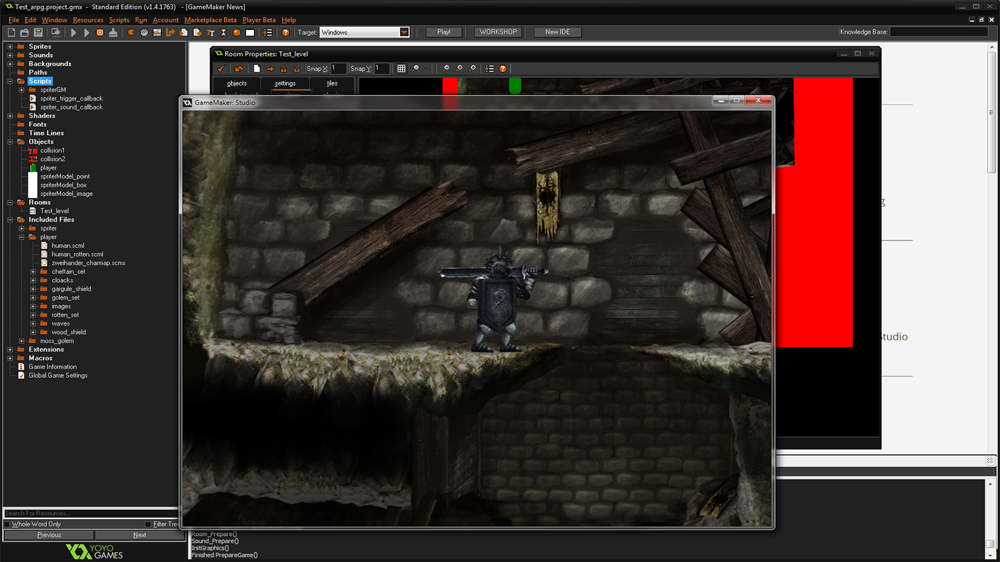 Test_arpg.project.gmx - Standard Edition (v1.4.1763) - [GameMaker News]
File Edit Window Resources Scripts Run Account Marketplace Beta Player Beta Help
Target: Windows Play! WORKSHOP New IDE Knowledge Base:
Sprites
Sounds
Backgrounds
Paths
Scripts
spriterGM
spriter_trigger_callback
spriter_sound_callback
Shaders
Fonts
Time Lines
Objects
collision1
collision2
player
spriterModel_point
spriterModel_box
spriterModel_image
Rooms
Test_level
Included Files
spriter
player
human.scml
human_rotten.scml
zweihander_charmap.scms
cheftain_set
cloacks
gargule_shield
golem_set
images
rotten_set
waves
wood_shield
moss_golem
Extensions
Macros
Game Information
Global Game Settings
Search For Resources...
Whole Word Only Filter Tre
Previous Next
YOYO
GAMES
Room Properties: Test_level
Snap X: 1 Snap Y: 1
objects settings tiles
GameMaker: Studio
g
Studio
Room_Prepare()
Sound_Prepare()
InitGraphics()
Finished PrepareGame()